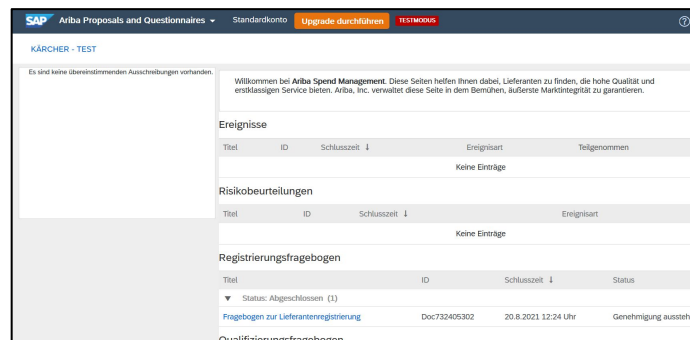 SAP Ariba Proposals and Questionnaires Standardkonto Upgrade durchführen TESTMODUS
KÄRCHER - TEST
Es sind keine übereinstimmenden Ausschreibungen vorhanden.
Willkommen bei Ariba Spend Management. Diese Seiten helfen Ihnen dabei, Lieferanten zu finden, die hohe Qualität und
erstklassigen Service bieten. Ariba, Inc. verwaltet diese Seite in dem Bemühen, äußerste Marktintegrität zu garantieren.
Ereignisse
Titel ID Schlusszeit ↓ Ereignisart Teilgenommen
Keine Einträge
Risikobeurteilungen
Titel ID Schlusszeit ↓ Ereignisart
Keine Einträge
Registrierungsfragebogen
Titel ID Schlusszeit ↓ Status
▼ Status: Abgeschlossen (1)
Fragebogen zur Lieferantenregistrierung Doc732405302 20.8.2021 12:24 Uhr Genehmigung aussteh
Qualifizierungsfragebogen